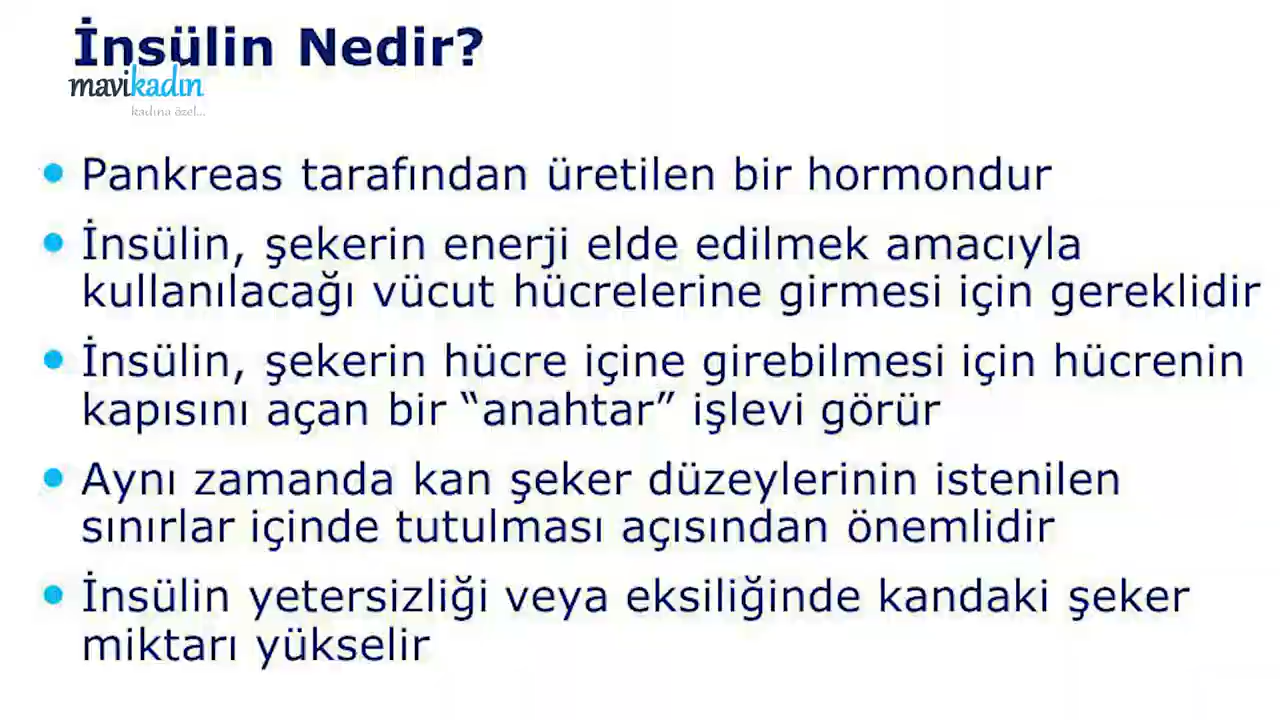 İnsülin Nedir?
mavikadın
kadına özel...
• Pankreas tarafından üretilen bir hormondur
• İnsülin, şekerin enerji elde edilmek amacıyla
kullanılacağı vücut hücrelerine girmesi için gereklidir
• İnsülin, şekerin hücre içine girebilmesi için hücrenin
kapısını açan bir “anahtar” işlevi görür
• Aynı zamanda kan şeker düzeylerinin istenilen
sınırlar içinde tutulması açısından önemlidir
• İnsülin yetersizliği veya eksiliğinde kandaki şeker
miktarı yükselir